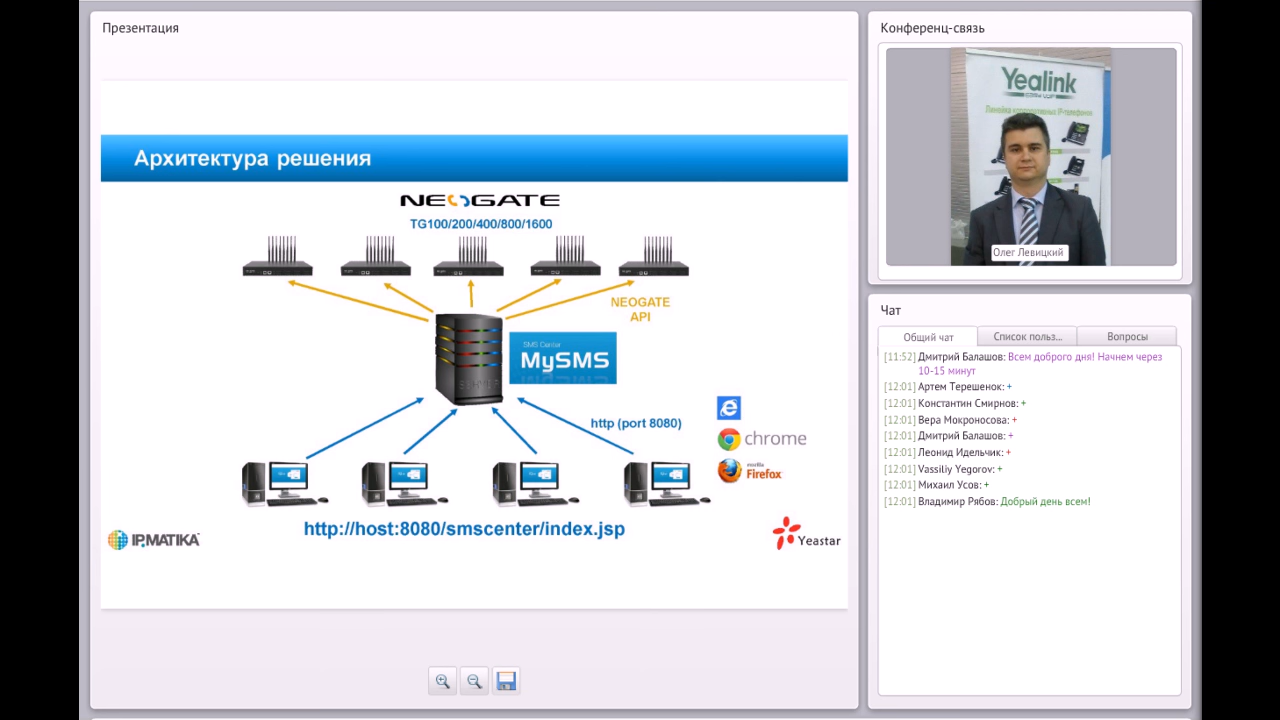 Презентация
Архитектура решения
NEOGATE
TG100/200/400/800/1600
NEOGATE
API
SMS Center
MySMS
http (port 8080)
chrome
mozilla
Firefox
http://host:8080/smscenter/index.jsp
IPMATIKA
Yeastar
Конференц-связь
Yealink
Олег Левицкий
Чат
Общий чат
Список польз...
Вопросы
[11:52] Дмитрий Балашов: Всем доброго дня! Начнем через
10-15 минут
[12:01] Артем Терешенок: +
[12:01] Константин Смирнов: +
[12:01] Вера Мокроносова: +
[12:01] Дмитрий Балашов: +
[12:01] Леонид Идельчик: +
[12:01] Vassiliy Yegorov: +
[12:01] Михаил Усов: +
[12:01] Владимир Рябов: Добрый день всем!